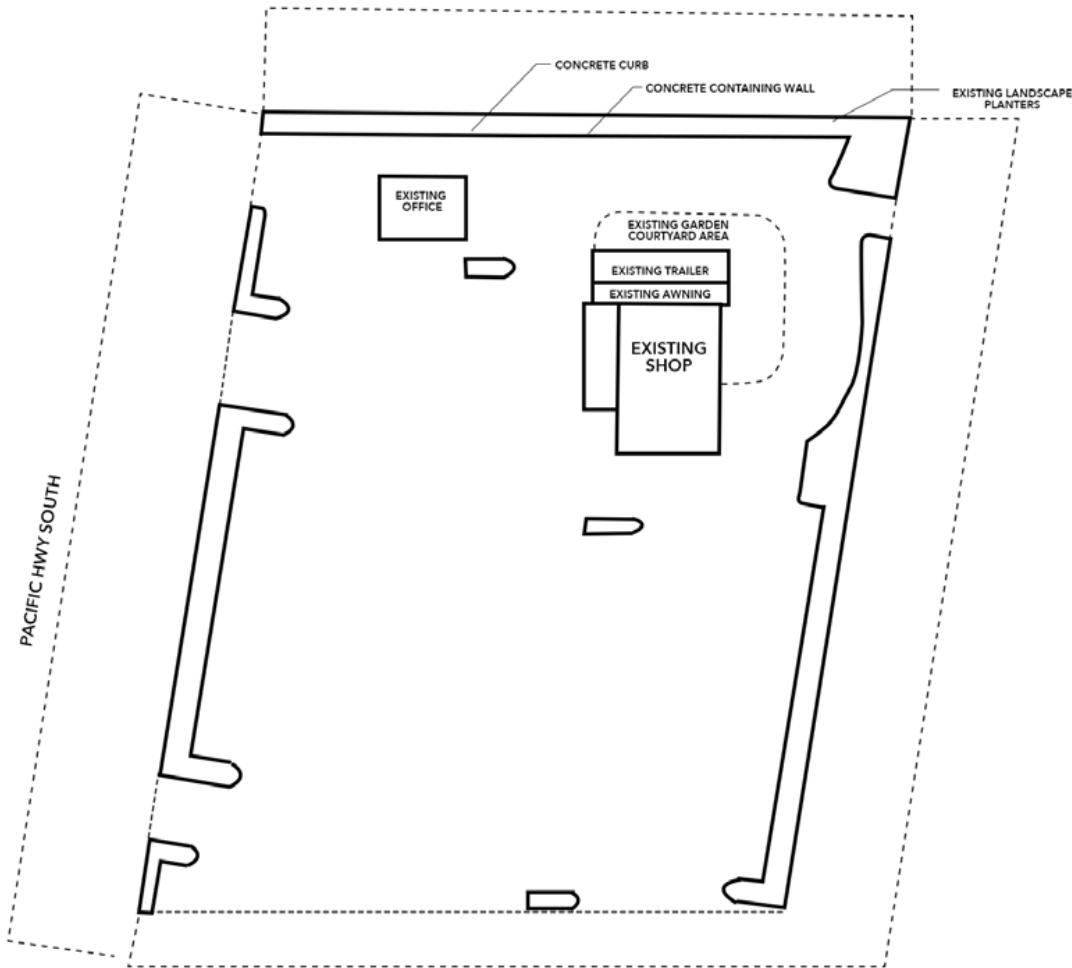 CONCRETE CURB
CONCRETE CONTAINING WALL
EXISTING LANDSCAPE
PLANTERS
EXISTING
OFFICE
EXISTING GARDEN
COURTYARD AREA
EXISTING TRAILER
EXISTING AWNING
EXISTING
SHOP
PACIFIC HWY SOUTH